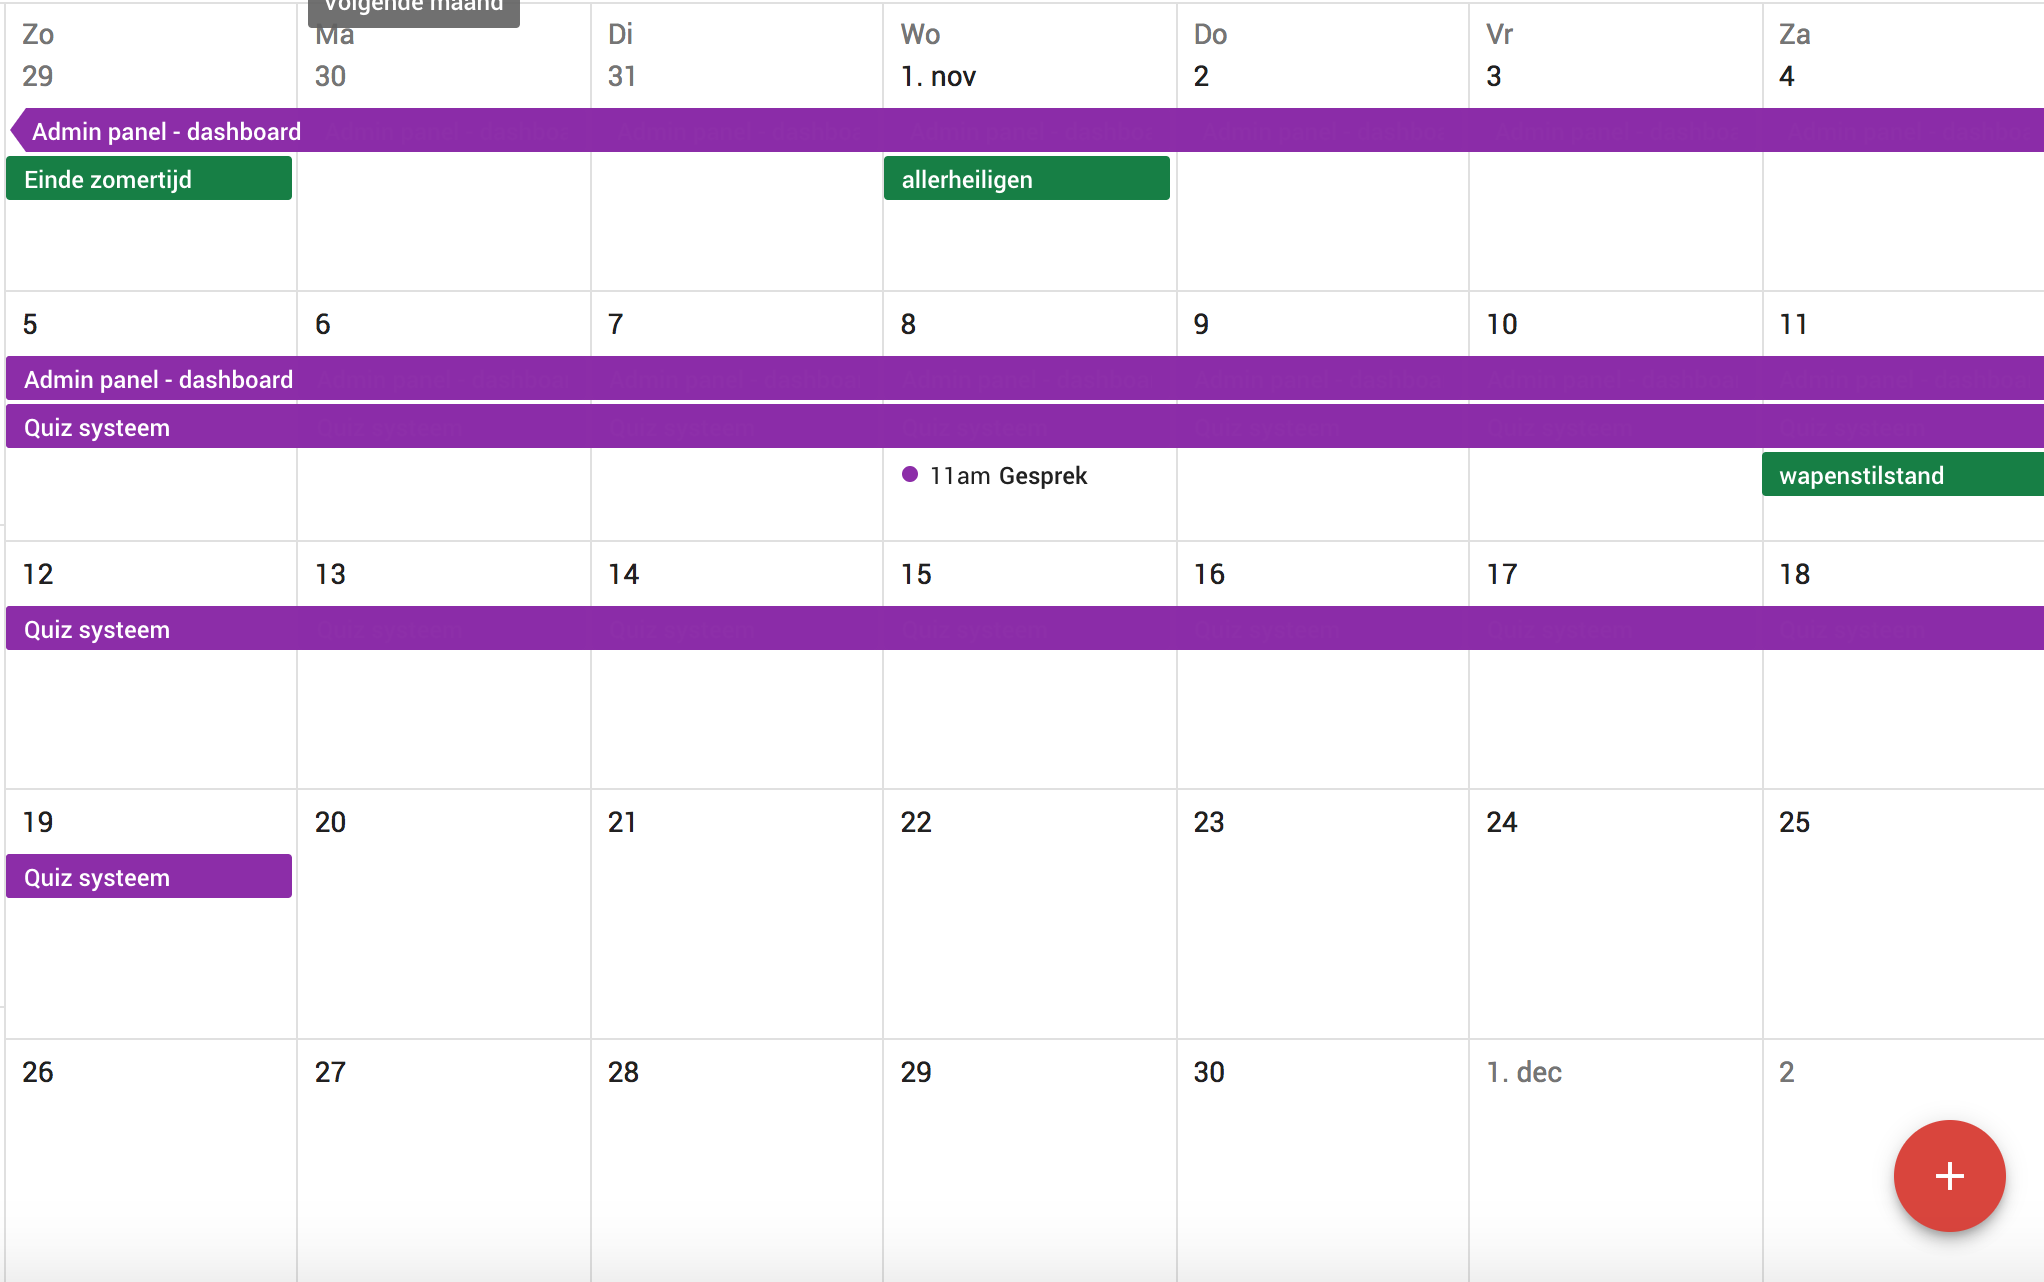 Volgende maand
Zo Ma Di Wo Do Vr Za
29 30 31 1. nov 2 3 4
Admin panel - dashboard
Einde zomertijd allerheiligen
5 6 7 8 9 10 11
Admin panel - dashboard
Quiz systeem
11am Gesprek wapenstilstand
12 13 14 15 16 17 18
Quiz systeem
19 20 21 22 23 24 25
Quiz systeem
26 27 28 29 30 1. dec 2
+